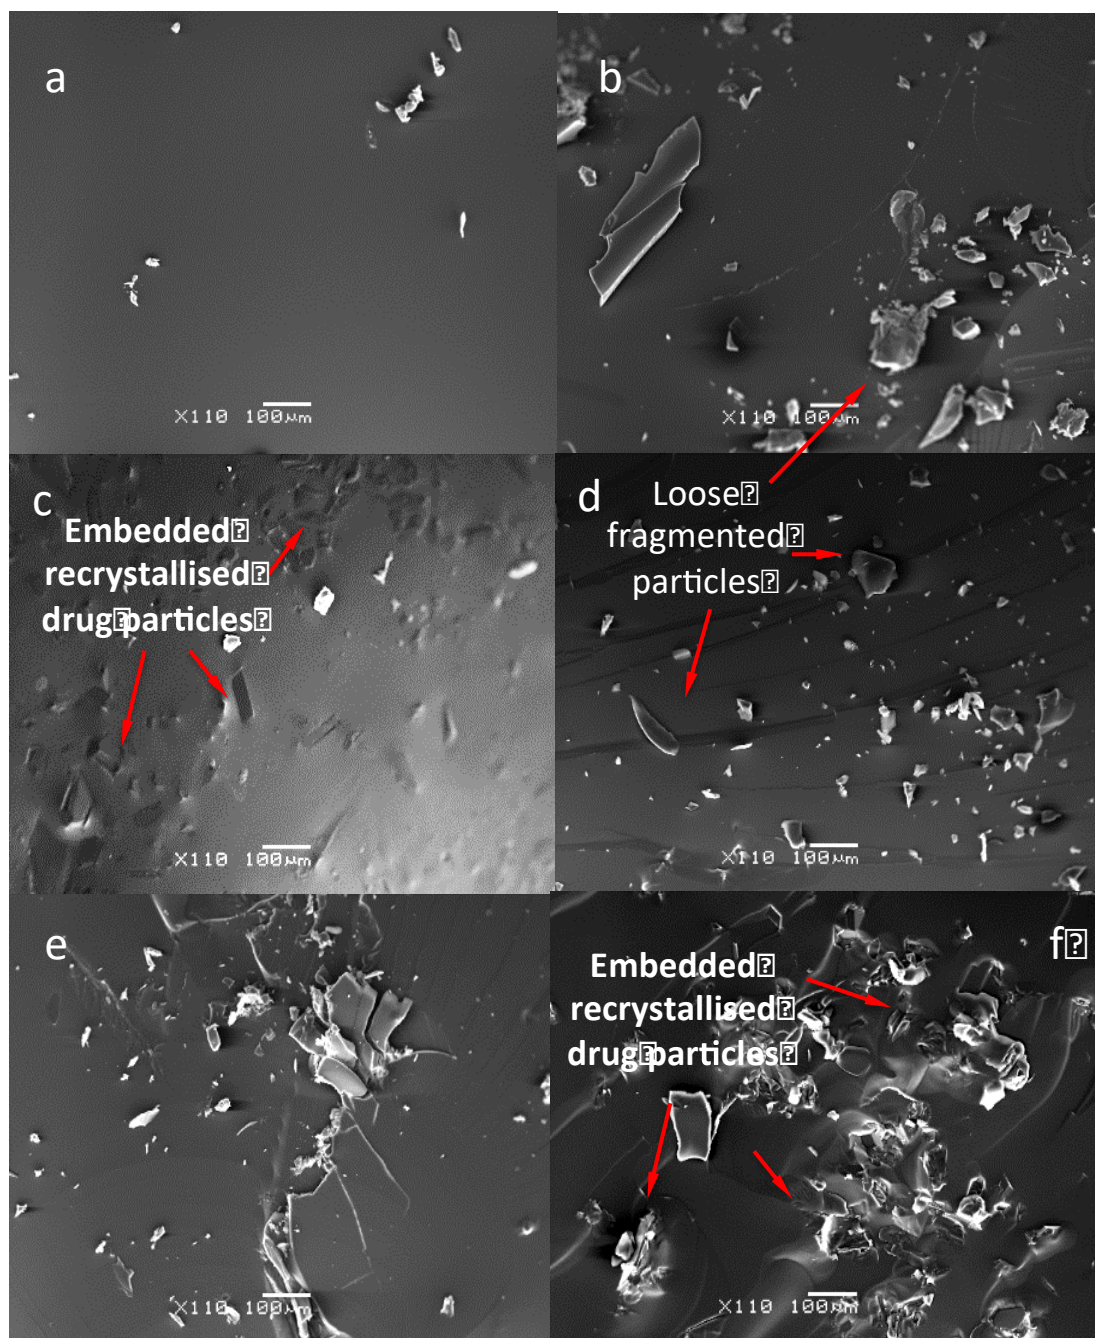 a
X110 100µm
b
X110 100µm
c
Embedded⍰
recrystallised⍰
drug⍰particles⍰
X110 100µm
d
Loose⍰
fragmented⍰
particles⍰
X110 100µm
e
X110 100µm
f⍰
Embedded⍰
recrystallised⍰
drug⍰particles⍰
X110 100µm